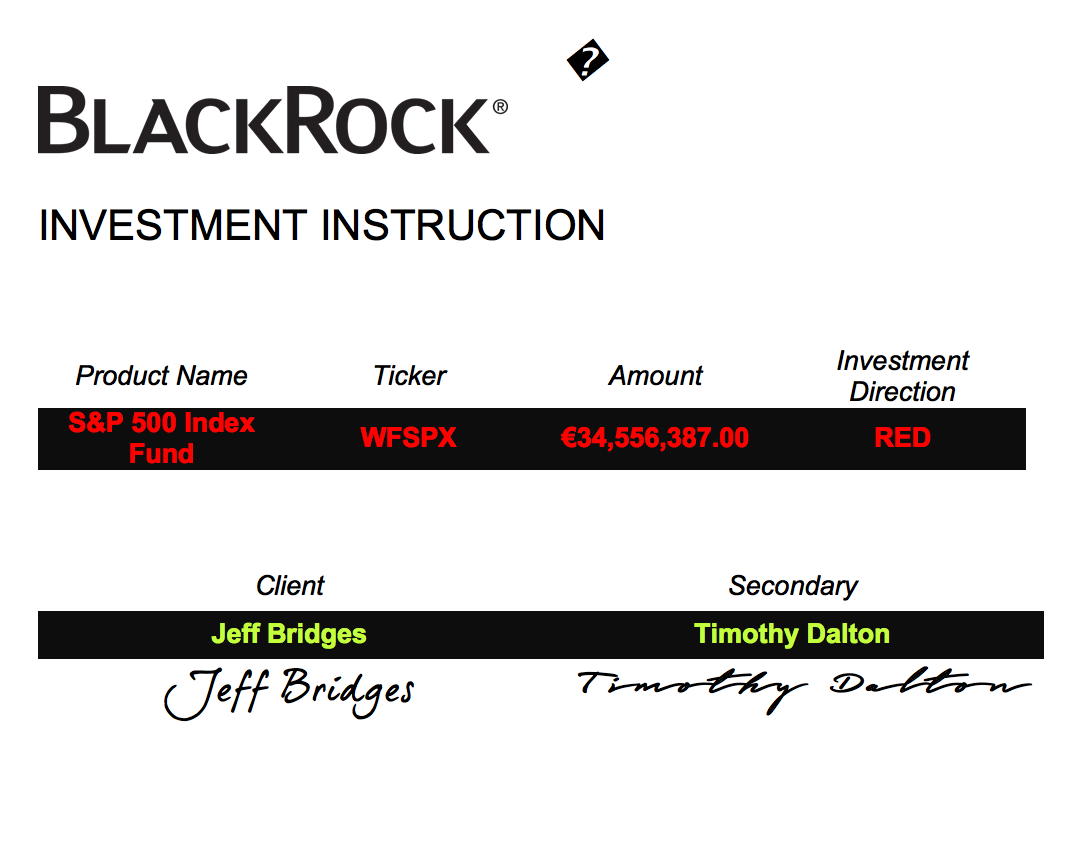 �
BLACKROCK®
INVESTMENT INSTRUCTION
Product Name Ticker Amount Investment Direction
S&P 500 Index Fund WFSPX €34,556,387.00 RED
Client Secondary
Jeff Bridges Timothy Dalton
Jeff Bridges Timothy Dalton